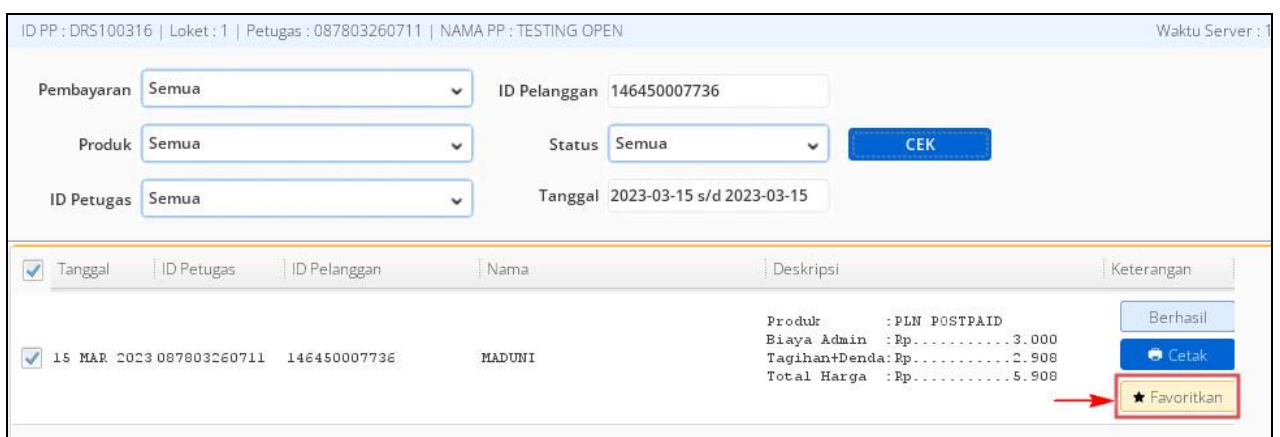 ID PP : DRS100316 | Loket : 1 | Petugas : 087803260711 | NAMA PP : TESTING OPEN Waktu Server : 1
Pembayaran Semua ID Pelanggan 146450007736
Produk Semua Status Semua CEK
ID Petugas Semua Tanggal 2023-03-15 s/d 2023-03-15
Tanggal ID Petugas ID Pelanggan Nama Deskripsi Keterangan
Produk :PLN POSTPAID Berhasil
Biaya Admin :Rp...........3.000
15 MAR 2023 087803260711 146450007736 MADUNI Tagihan+Denda:Rp...........2.908 Cetak
Total Harga :Rp...........5.908
Favoritkan